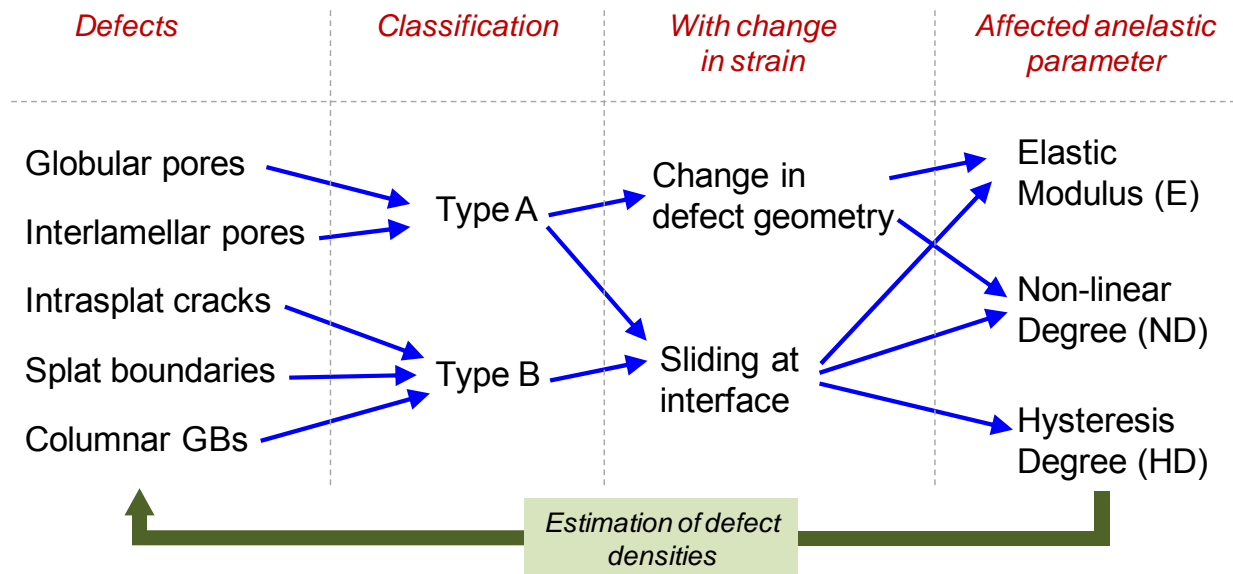 Defects
Classification
With change
in strain
Affected anelastic
parameter
Globular pores
Interlamellar pores
Intrasplat cracks
Splat boundaries
Columnar GBs
Type A
Type B
Change in
defect geometry
Sliding at
interface
Elastic
Modulus (E)
Non-linear
Degree (ND)
Hysteresis
Degree (HD)
Estimation of defect
densities